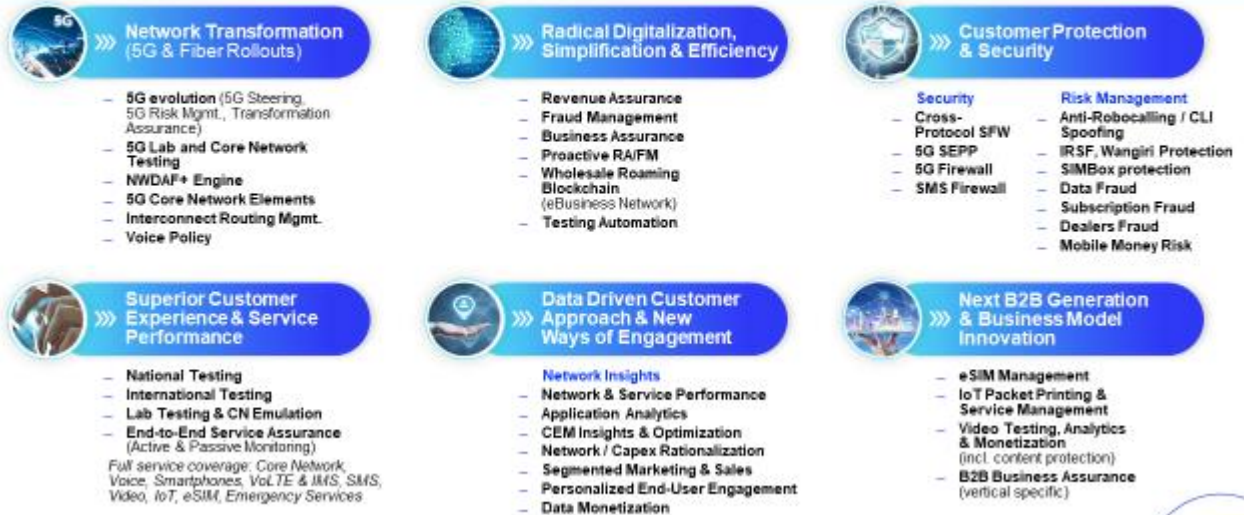 5G
Network Transformation
(5G & Fiber Rollouts)
– 5G evolution (5G Steering,
5G Risk Mgmt., Transformation
Assurance)
– 5G Lab and Core Network
Testing
– NWDAF+ Engine
– 5G Core Network Elements
– Interconnect Routing Mgmt.
– Voice Policy
Radical Digitalization,
Simplification & Efficiency
– Revenue Assurance
– Fraud Management
– Business Assurance
– Proactive RA/FM
– Wholesale Roaming
Blockchain
(eBusiness Network)
– Testing Automation
Customer Protection
& Security
Security
– Cross-
Protocol SFW
– 5G SEPP
– 5G Firewall
– SMS Firewall
Risk Management
– Anti-Robocalling / CLI
Spoofing
– IRSF, Wangiri Protection
– SIMBox protection
– Data Fraud
– Subscription Fraud
– Dealers Fraud
– Mobile Money Risk
Superior Customer
Experience & Service
Performance
– National Testing
– International Testing
– Lab Testing & CN Emulation
– End-to-End Service Assurance
(Active & Passive Monitoring)
Full service coverage: Core Network,
Voice, Smartphones, VoLTE & IMS, SMS,
Video, IoT, eSIM, Emergency Services
Data Driven Customer
Approach & New
Ways of Engagement
Network Insights
– Network & Service Performance
– Application Analytics
– CEM Insights & Optimization
– Network / Capex Rationalization
– Segmented Marketing & Sales
– Personalized End-User Engagement
– Data Monetization
Next B2B Generation
& Business Model
Innovation
– eSIM Management
– IoT Packet Printing &
Service Management
– Video Testing, Analytics
& Monetization
(incl. content protection)
– B2B Business Assurance
(vertical specific)